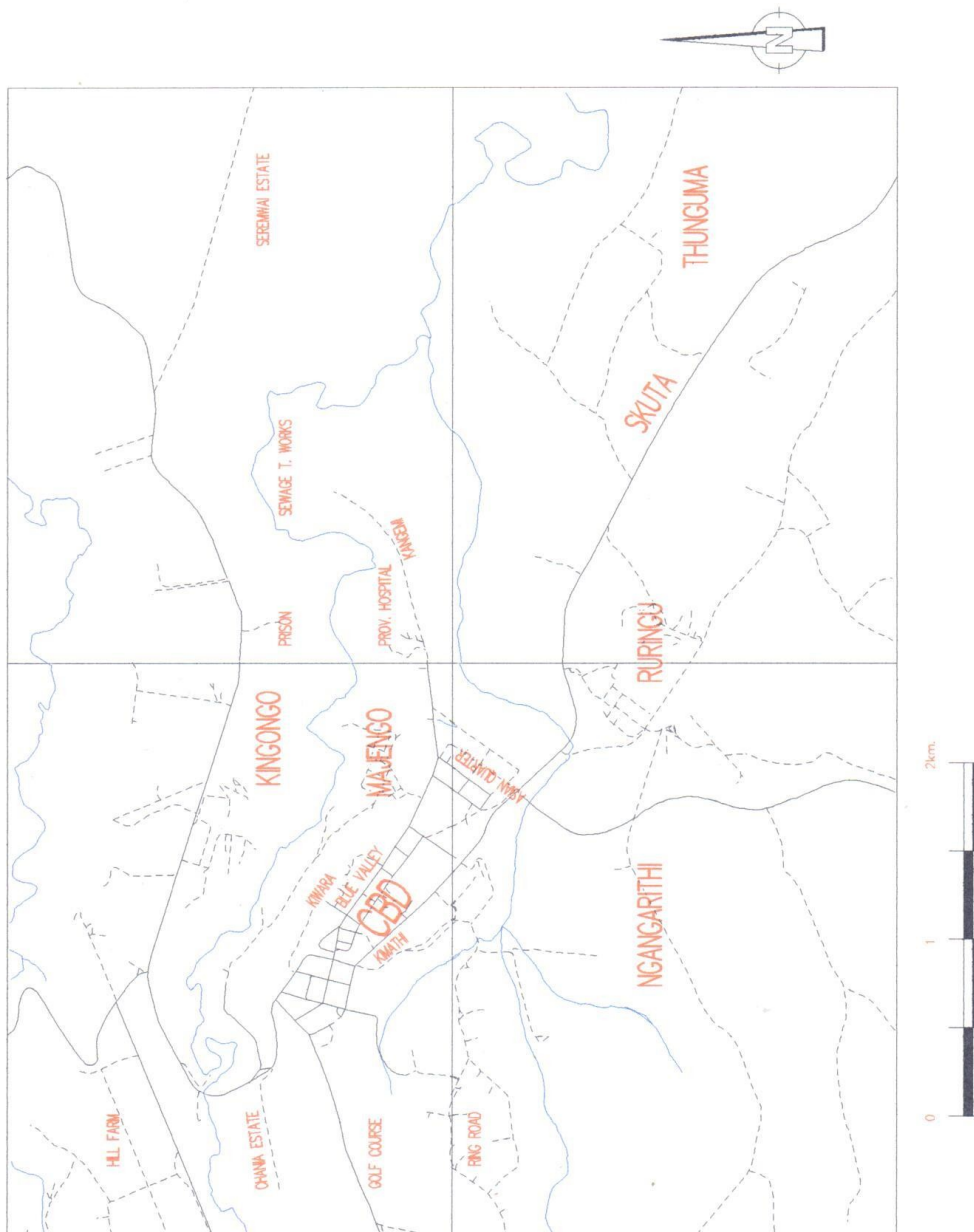 N
SEREMWAI ESTATE
THUNGUMA
SKUTA
SEWAGE T. WORKS
KANGEMI
PROV. HOSPITAL
PRISON
RURINGU
KINGONGO
MAJENGO
ASIAN QUARTER
KIWARA
BLUE VALLEY
CBD
KIMATHI
NGANGARITHI
HILL FARM
CHANIA ESTATE
GOLF COURSE
RING ROAD
0
1
2km.